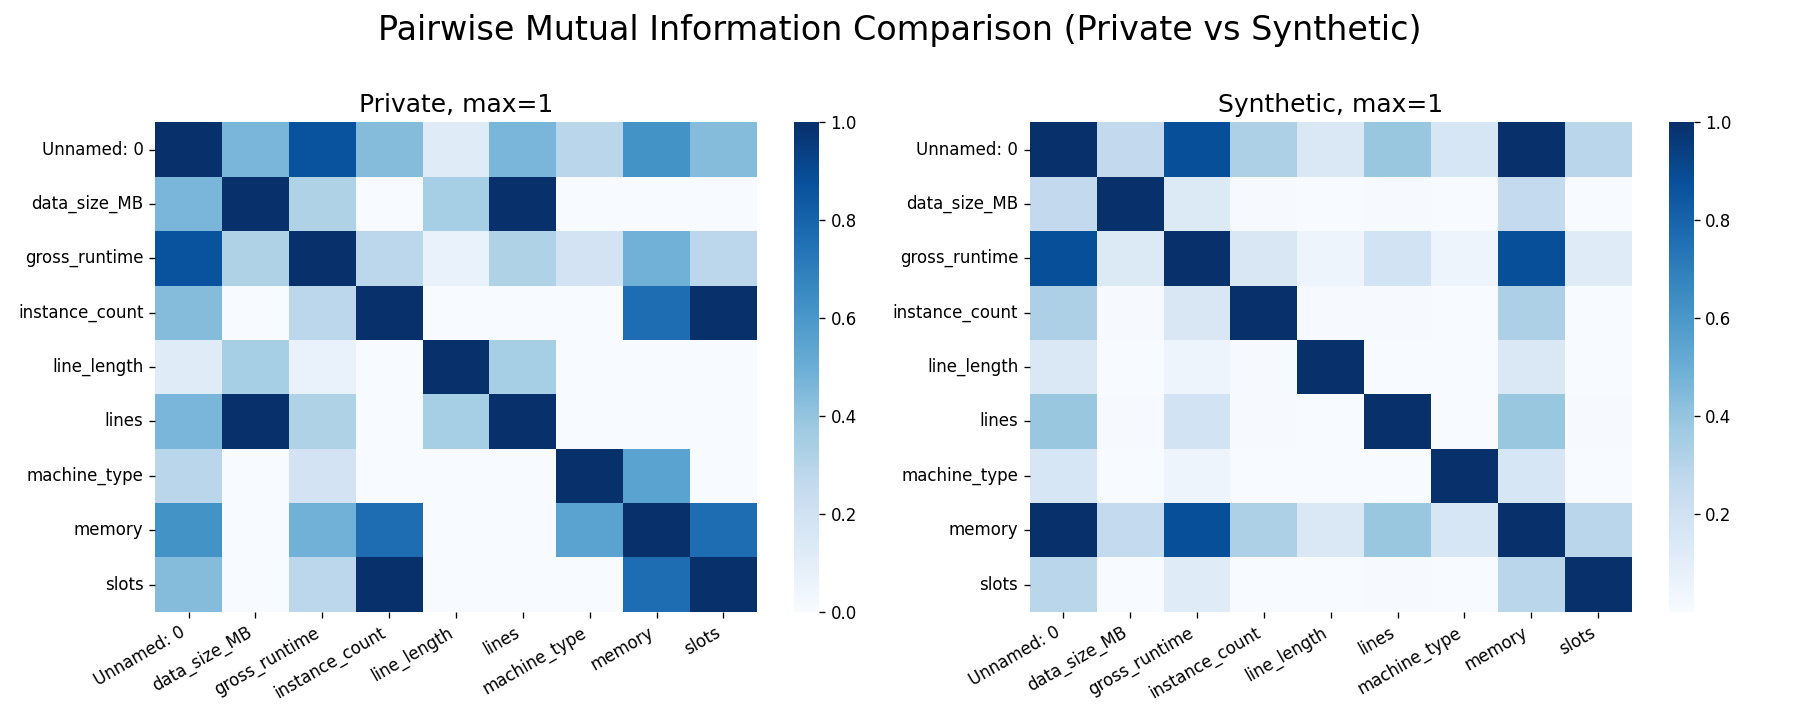 Pairwise Mutual Information Comparison (Private vs Synthetic)
Private, max=1
Unnamed: 0
data_size_MB
gross_runtime
instance_count
line_length
lines
machine_type
memory
slots
Unnamed: 0
data_size_MB
gross_runtime
instance_count
line_length
lines
machine_type
memory
slots
1.0
0.8
0.6
0.4
0.2
0.0
Synthetic, max=1
Unnamed: 0
data_size_MB
gross_runtime
instance_count
line_length
lines
machine_type
memory
slots
Unnamed: 0
data_size_MB
gross_runtime
instance_count
line_length
lines
machine_type
memory
slots
1.0
0.8
0.6
0.4
0.2